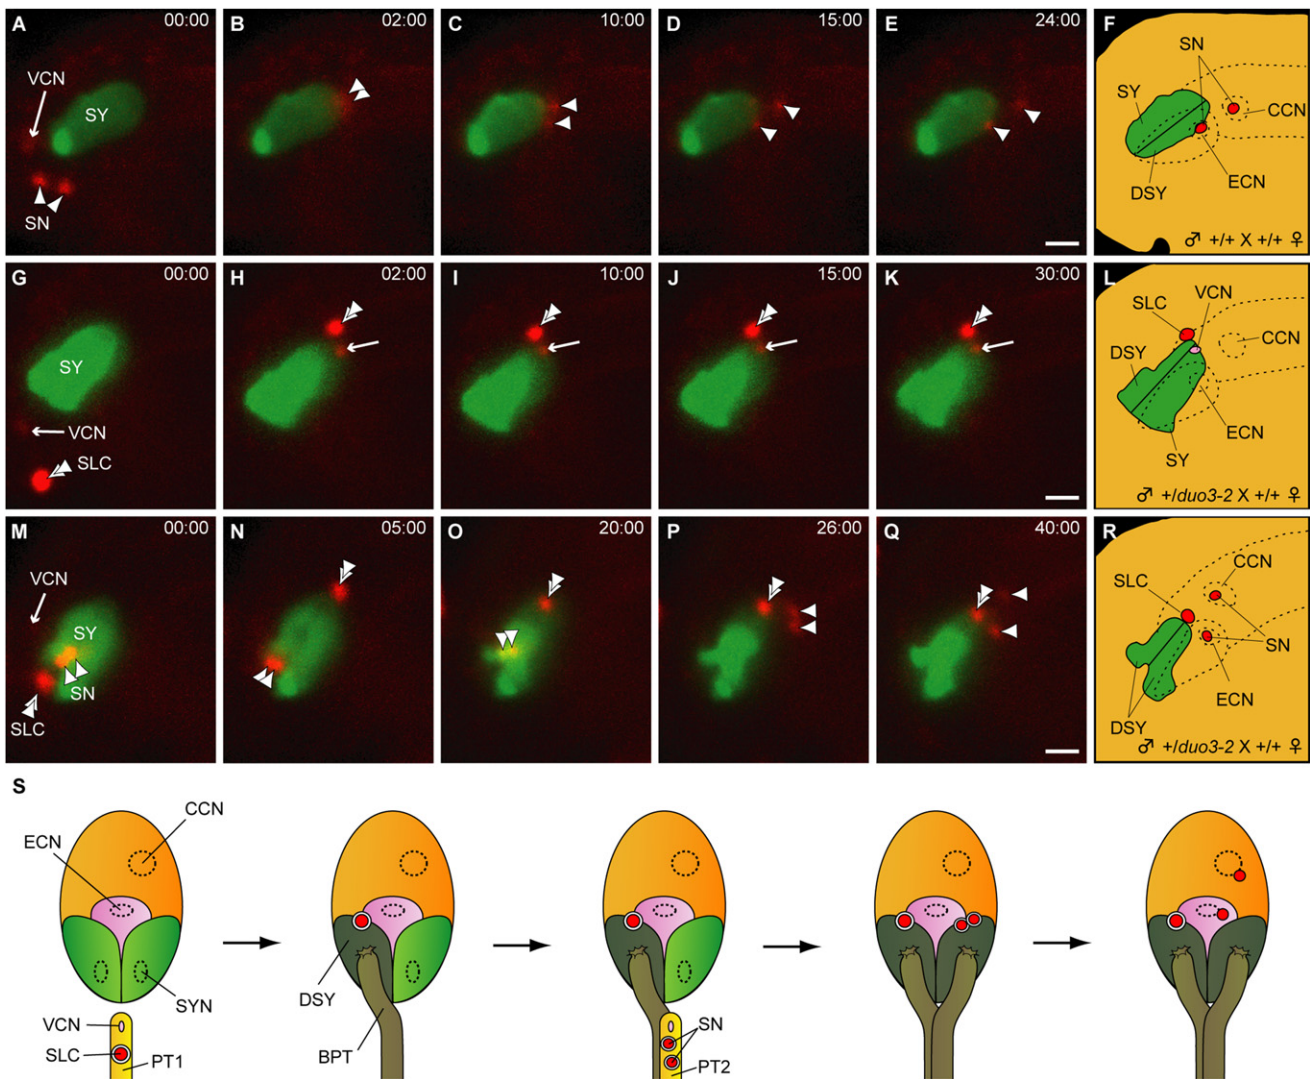 A 00:00
VCN
SY
SN
B 02:00
C 10:00
D 15:00
E 24:00
F
SN
SY
CCN
DSY
ECN
♂ +/+ X +/+ ♀
G 00:00
SY
VCN
SLC
H 02:00
I 10:00
J 15:00
K 30:00
L
SLC
VCN
CCN
DSY
ECN
SY
♂ +/duo3-2 X +/+ ♀
M 00:00
VCN
SY
SN
SLC
N 05:00
O 20:00
P 26:00
Q 40:00
R
SLC
CCN
SN
ECN
DSY
♂ +/duo3-2 X +/+ ♀
S
CCN
ECN
SYN
VCN
SLC
PT1
DSY
BPT
SN
PT2